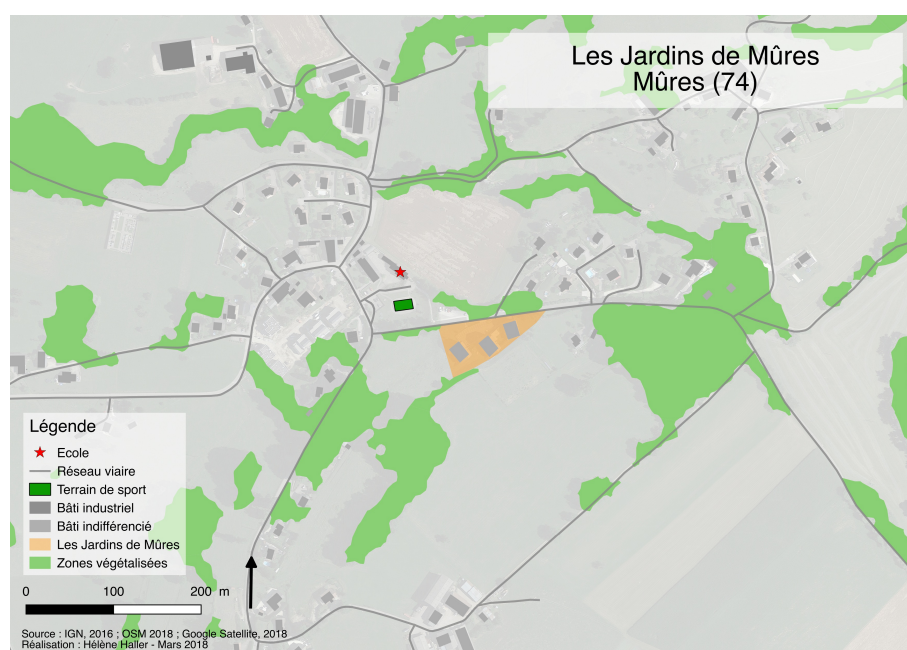 Les Jardins de Mûres
Mûres (74)
Légende
Ecole
Réseau viaire
Terrain de sport
Bâti industriel
Bâti indifférencié
Les Jardins de Mûres
Zones végétalisées
0 100 200 m
Source : IGN, 2016 ; OSM 2018 ; Google Satellite, 2018
Réalisation : Hélène Haller - Mars 2018